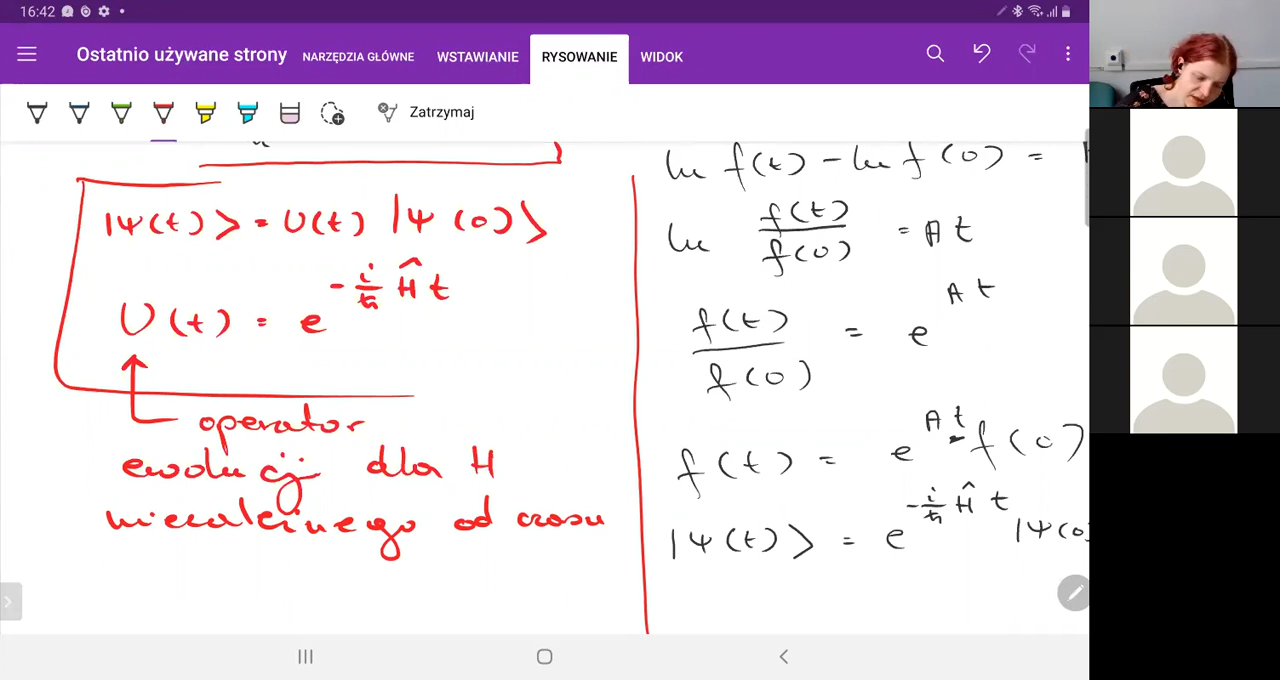 16:42
Ostatnio używane strony NARZĘDZIA GŁÓWNE WSTAWIANIE RYSOWANIE WIDOK
Zatrzymaj
|Ψ(t)> = U(t) |Ψ(0)>
U(t) = e^{-i/ħ Ĥ t}
operator
ewolucji dla H
niezależnego od czasu
ln f(t) - ln f(0) =
ln f(t)/f(0) = At
f(t)/f(0) = e^{At}
f(t) = e^{At} · f(0)
|Ψ(t)> = e^{-i/ħ Ĥ t} |Ψ(0)